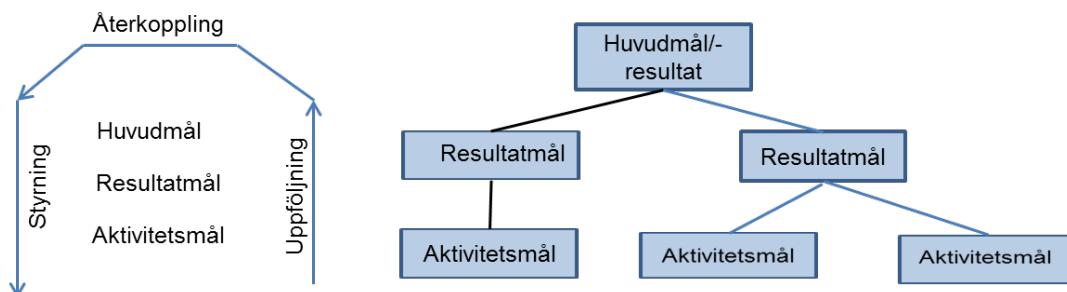 Återkoppling
Styrning
Huvudmål
Resultatmål
Aktivitetsmål
Uppföljning
Huvudmål/-
resultat
Resultatmål
Resultatmål
Aktivitetsmål
Aktivitetsmål
Aktivitetsmål